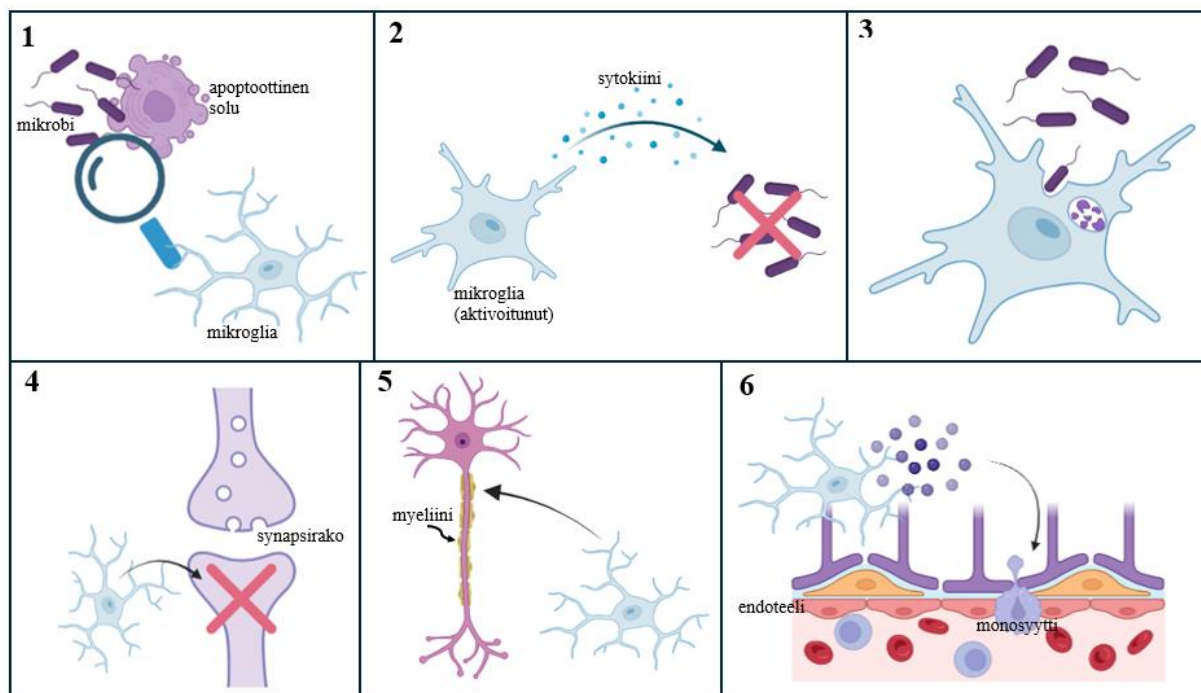 1
apoptoottinen
solu
mikrobi
mikroglia
2
sytokiini
mikroglia
(aktivoitunut)
3
4
synapsirako
5
myeliini
6
endoteeli
monosyytti